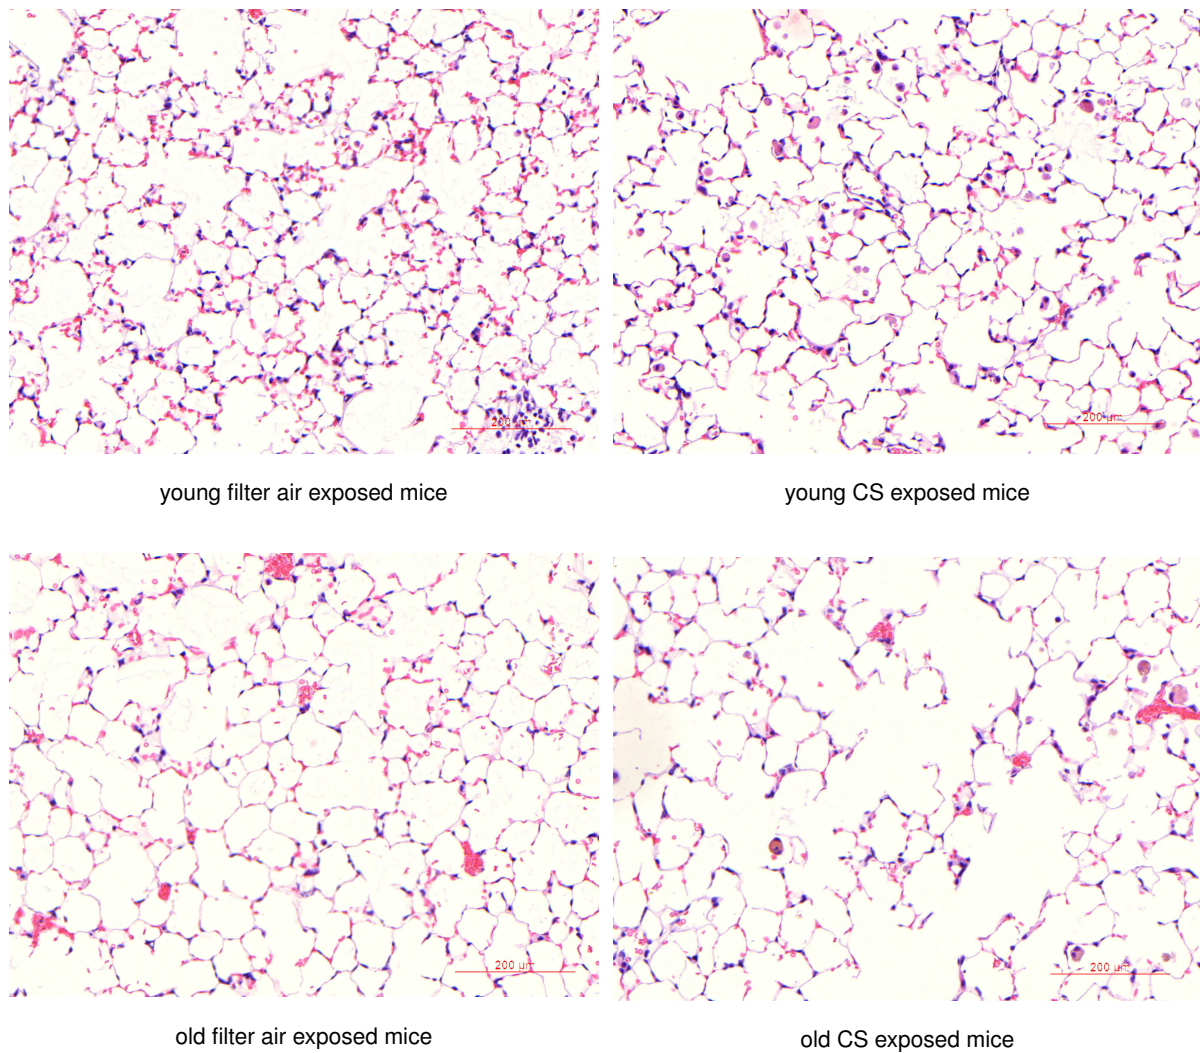 200 µm
200 µm
young filter air exposed mice
young CS exposed mice
200 µm
200 µm
old filter air exposed mice
old CS exposed mice